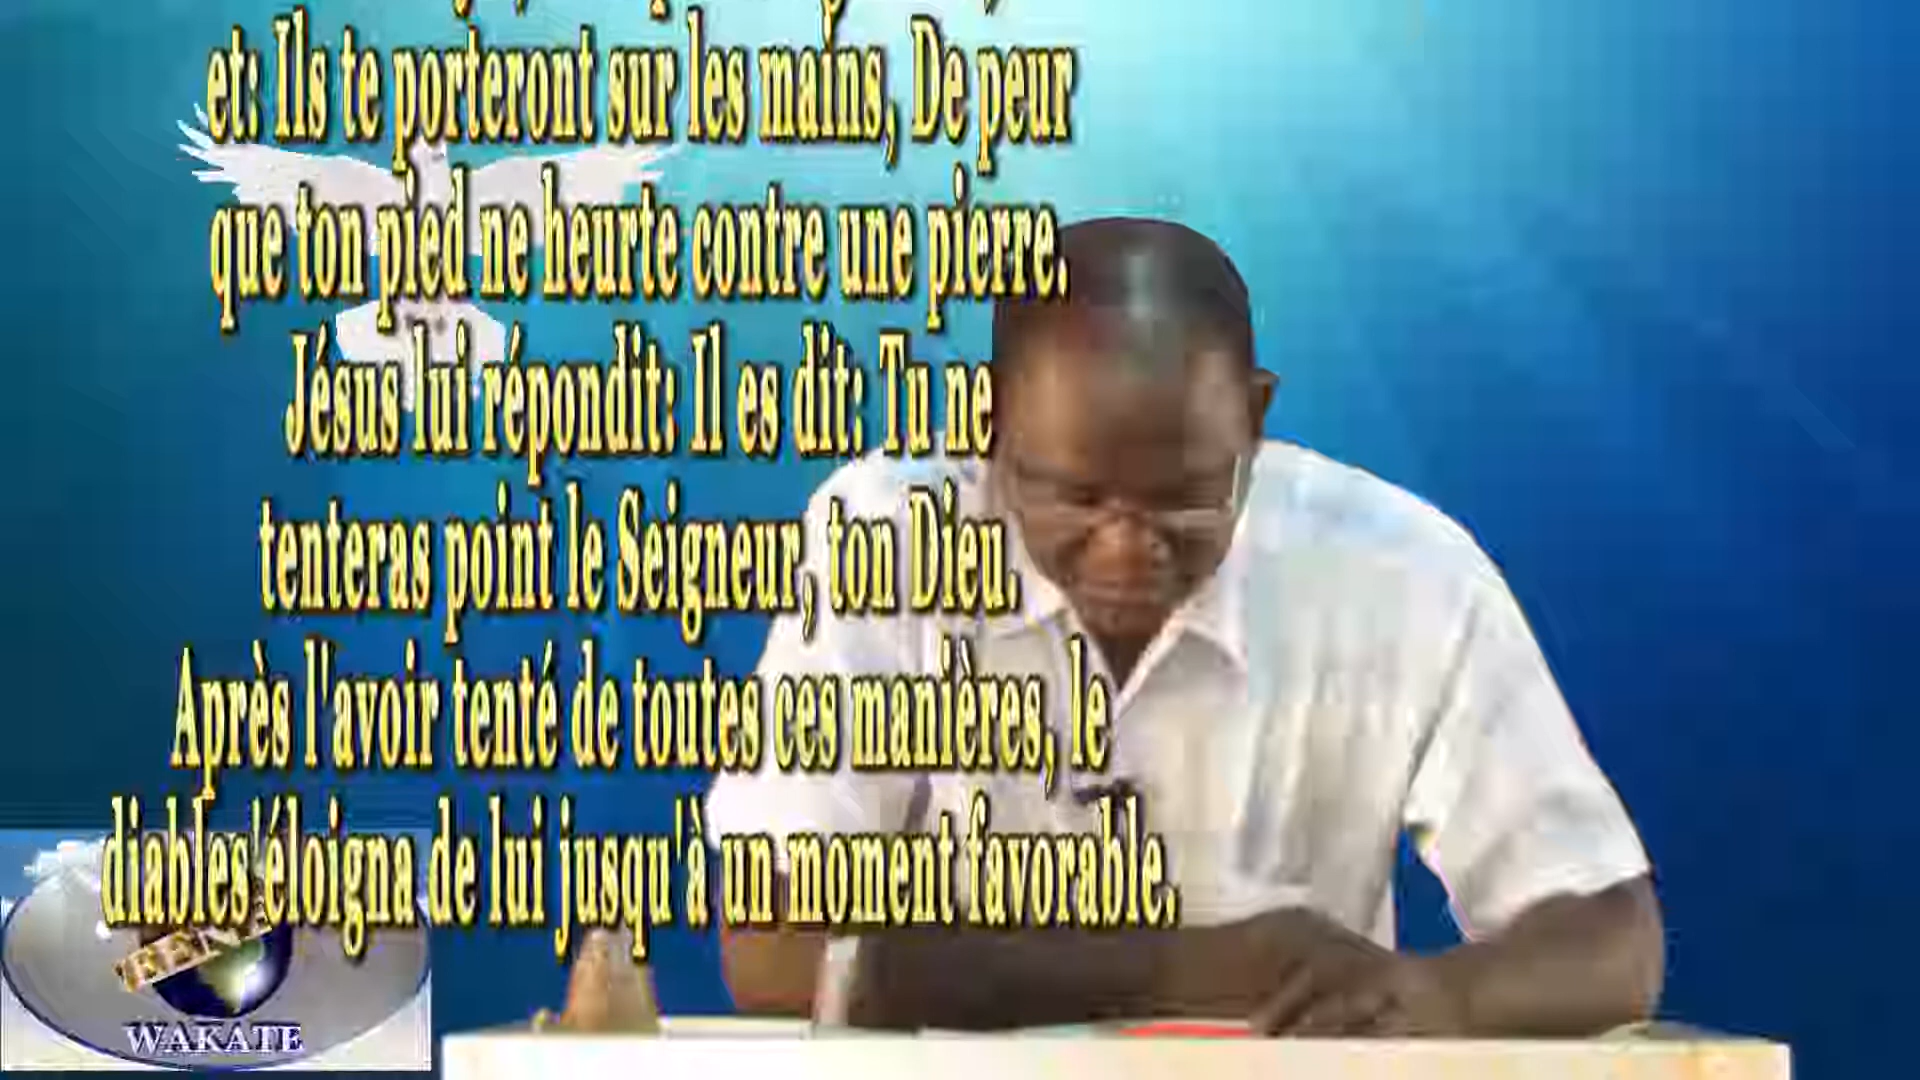 et: Ils te porteront sur les mains, De peur
que ton pied ne heurte contre une pierre.
Jésus lui répondit: Il es dit: Tu ne
tenteras point le Seigneur, ton Dieu.
Après l'avoir tenté de toutes ces manières, le
diables'éloigna de lui jusqu'à un moment favorable.
WAKATE